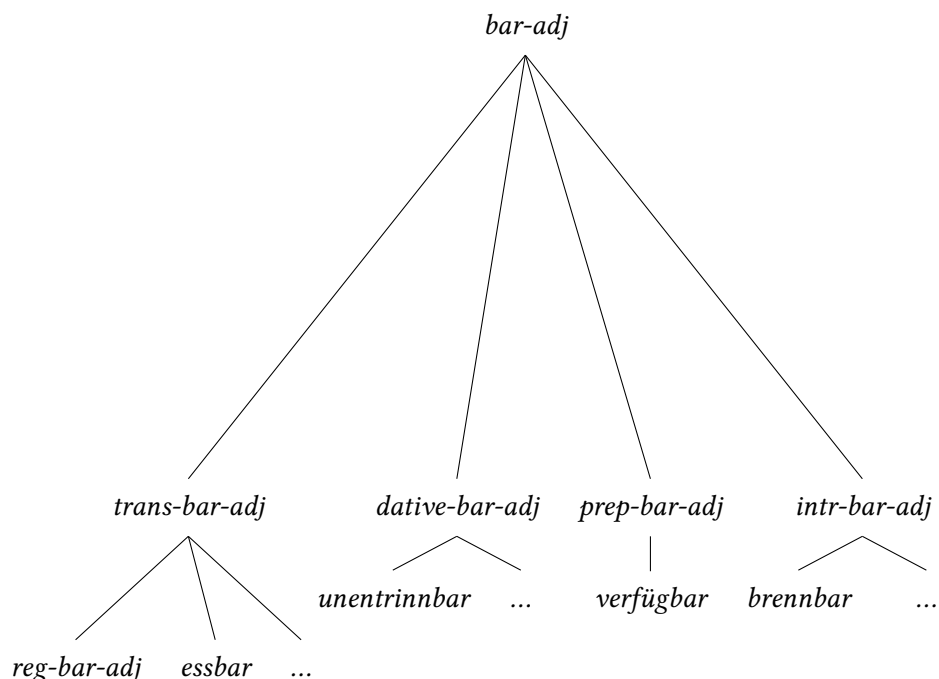 bar-adj
trans-bar-adj dative-bar-adj prep-bar-adj intr-bar-adj
unentrinnbar ... verfügbar brennbar ...
reg-bar-adj essbar ...